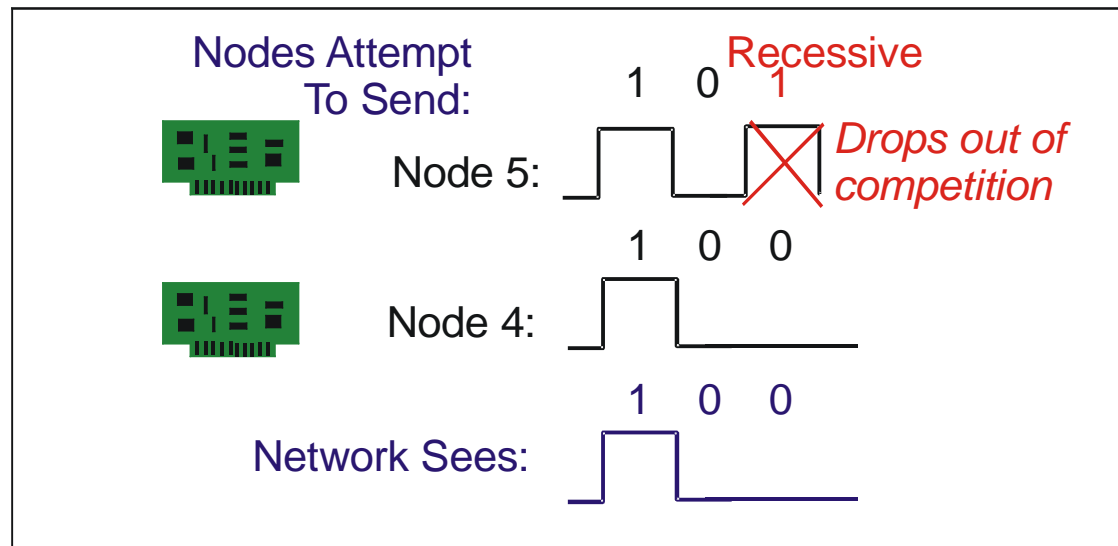 Nodes Attempt
To Send:
Recessive
1 0 1
Node 5:
Drops out of
competition
1 0 0
Node 4:
1 0 0
Network Sees: